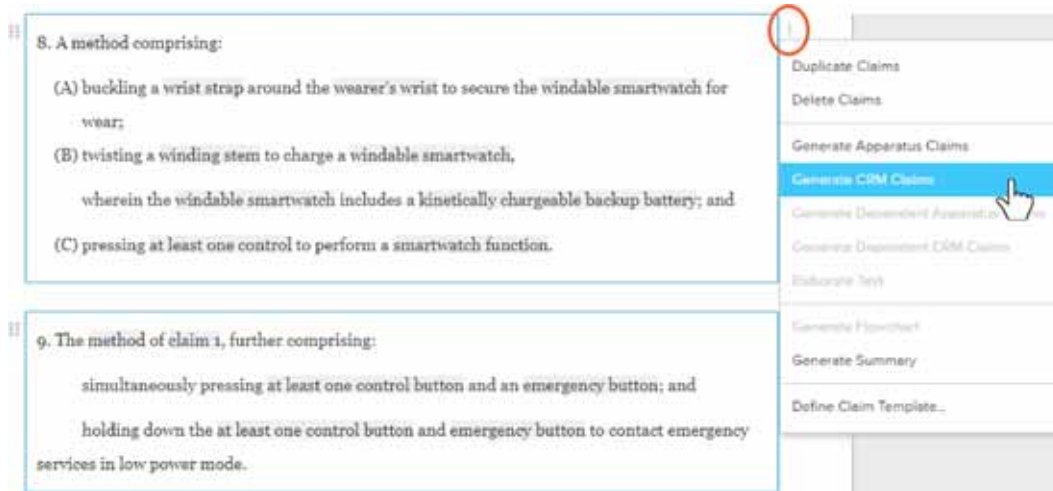 8. A method comprising:
(A) buckling a wrist strap around the wearer's wrist to secure the windable smartwatch for
wear;
(B) twisting a winding stem to charge a windable smartwatch,
wherein the windable smartwatch includes a kinetically chargeable backup battery; and
(C) pressing at least one control to perform a smartwatch function.
9. The method of claim 1, further comprising:
simultaneously pressing at least one control button and an emergency button; and
holding down the at least one control button and emergency button to contact emergency
services in low power mode.
Duplicate Claims
Delete Claims
Generate Apparatus Claims
Generate CRM Claims
Generate Dependent Apparatus
Generate Dependent CRM Claims
Elaborate Text
Generate Flowchart
Generate Summary
Define Claim Template...